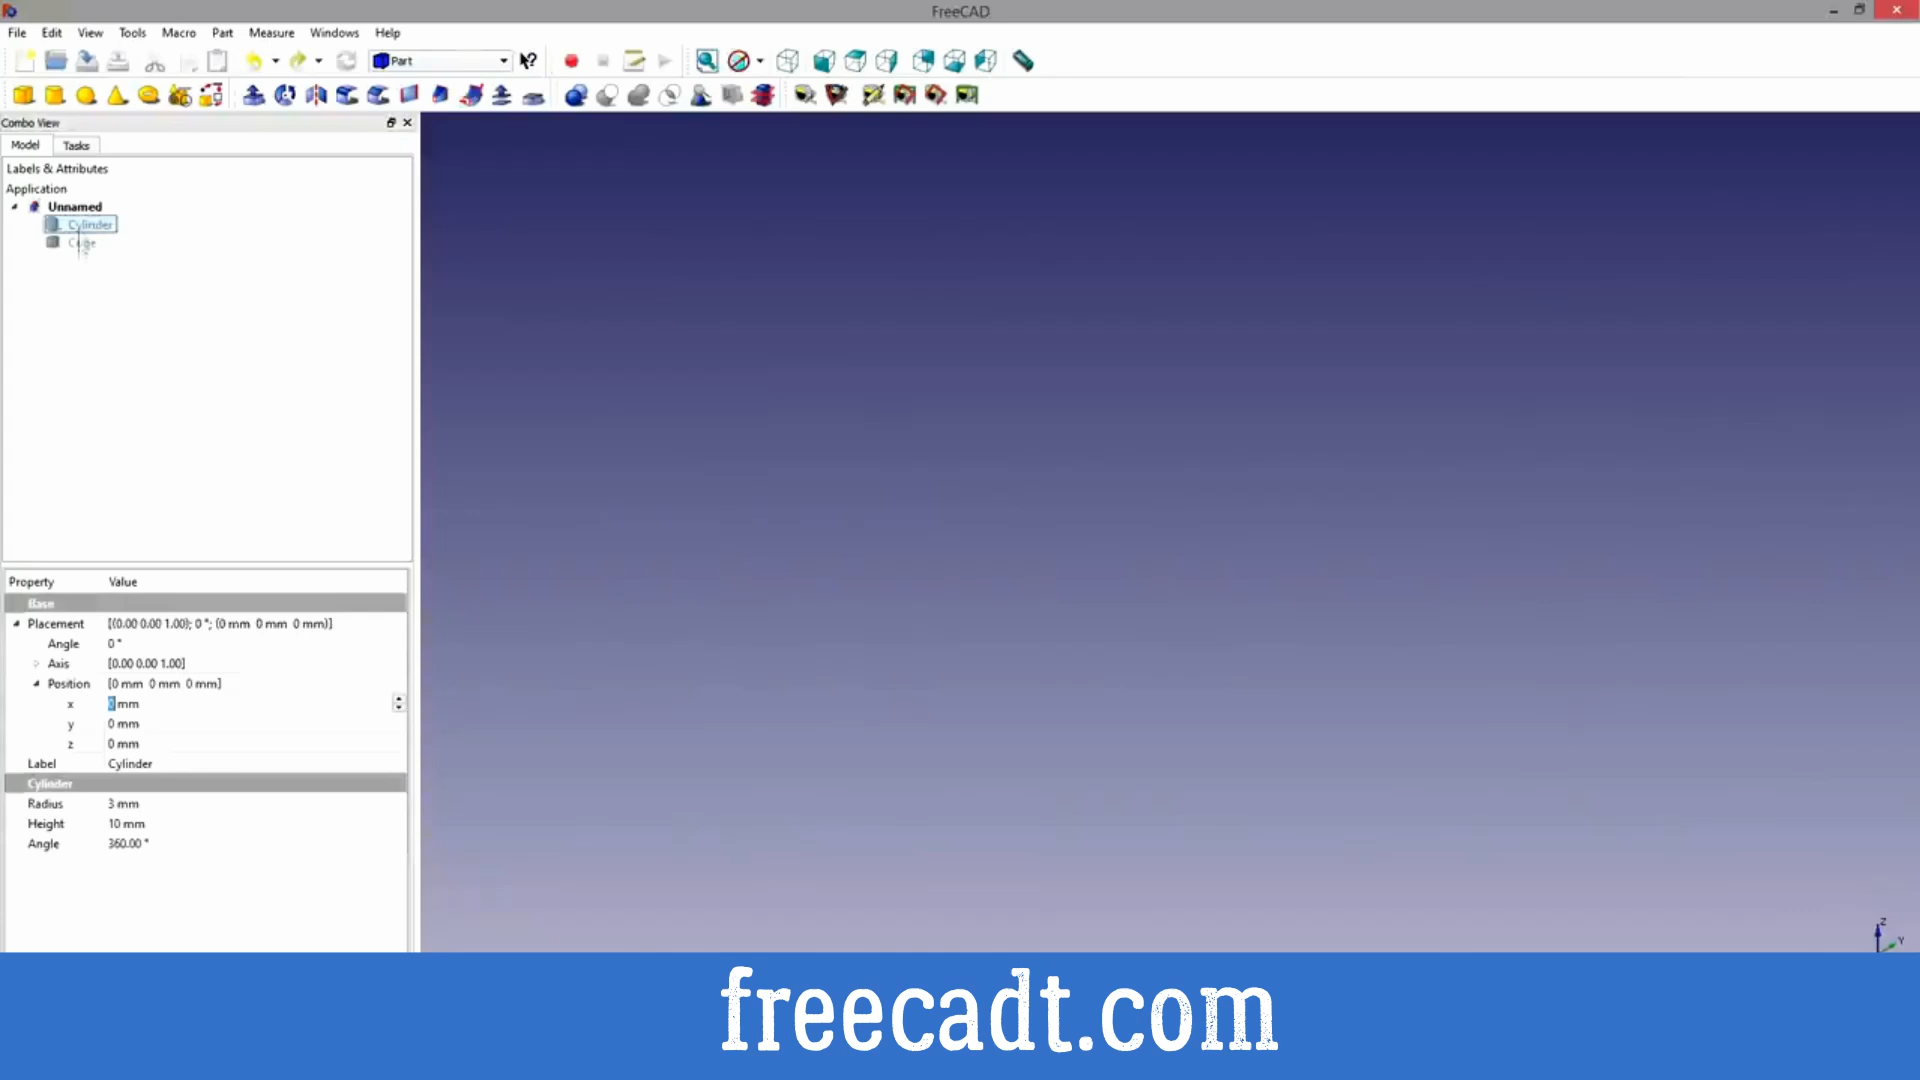 FreeCAD
File Edit View Tools Macro Part Measure Windows Help
Part
Combo View
Model Tasks
Labels & Attributes
Application
Unnamed
Cylinder
Property Value
Base
Placement [(0.00 0.00 1.00); 0 °; (0 mm 0 mm 0 mm)]
Angle 0 °
Axis [0.00 0.00 1.00]
Position [0 mm 0 mm 0 mm]
x 0 mm
y 0 mm
z 0 mm
Label Cylinder
Cylinder
Radius 3 mm
Height 10 mm
Angle 360.00 °
Z
Y
freecadt.com